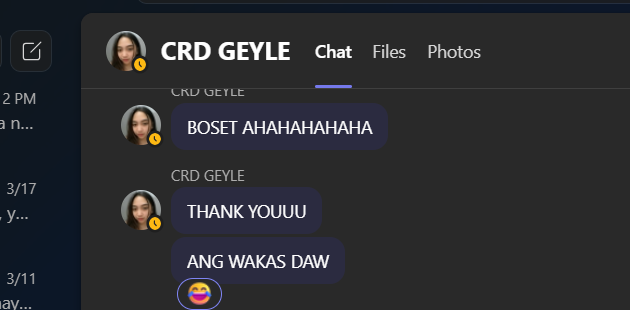 CRD GEYLE Chat Files Photos
2 PM
CRD GEYLE
a n...
BOSET AHAHAHAHAHA
3/17
CRD GEYLE
, y...
THANK YOUUU
ANG WAKAS DAW
3/11
😂
ay...